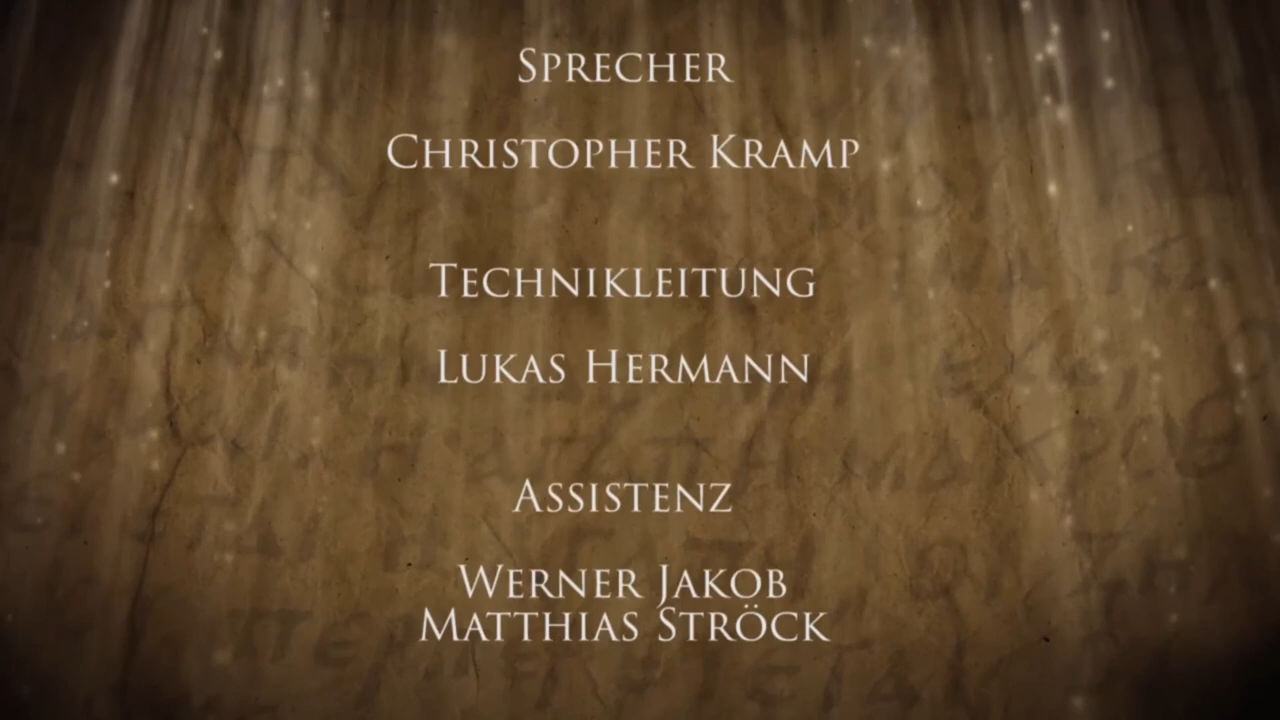 Sprecher
Christopher Kramp
Technikleitung
Lukas Hermann
Assistenz
Werner Jakob
Matthias Ströck